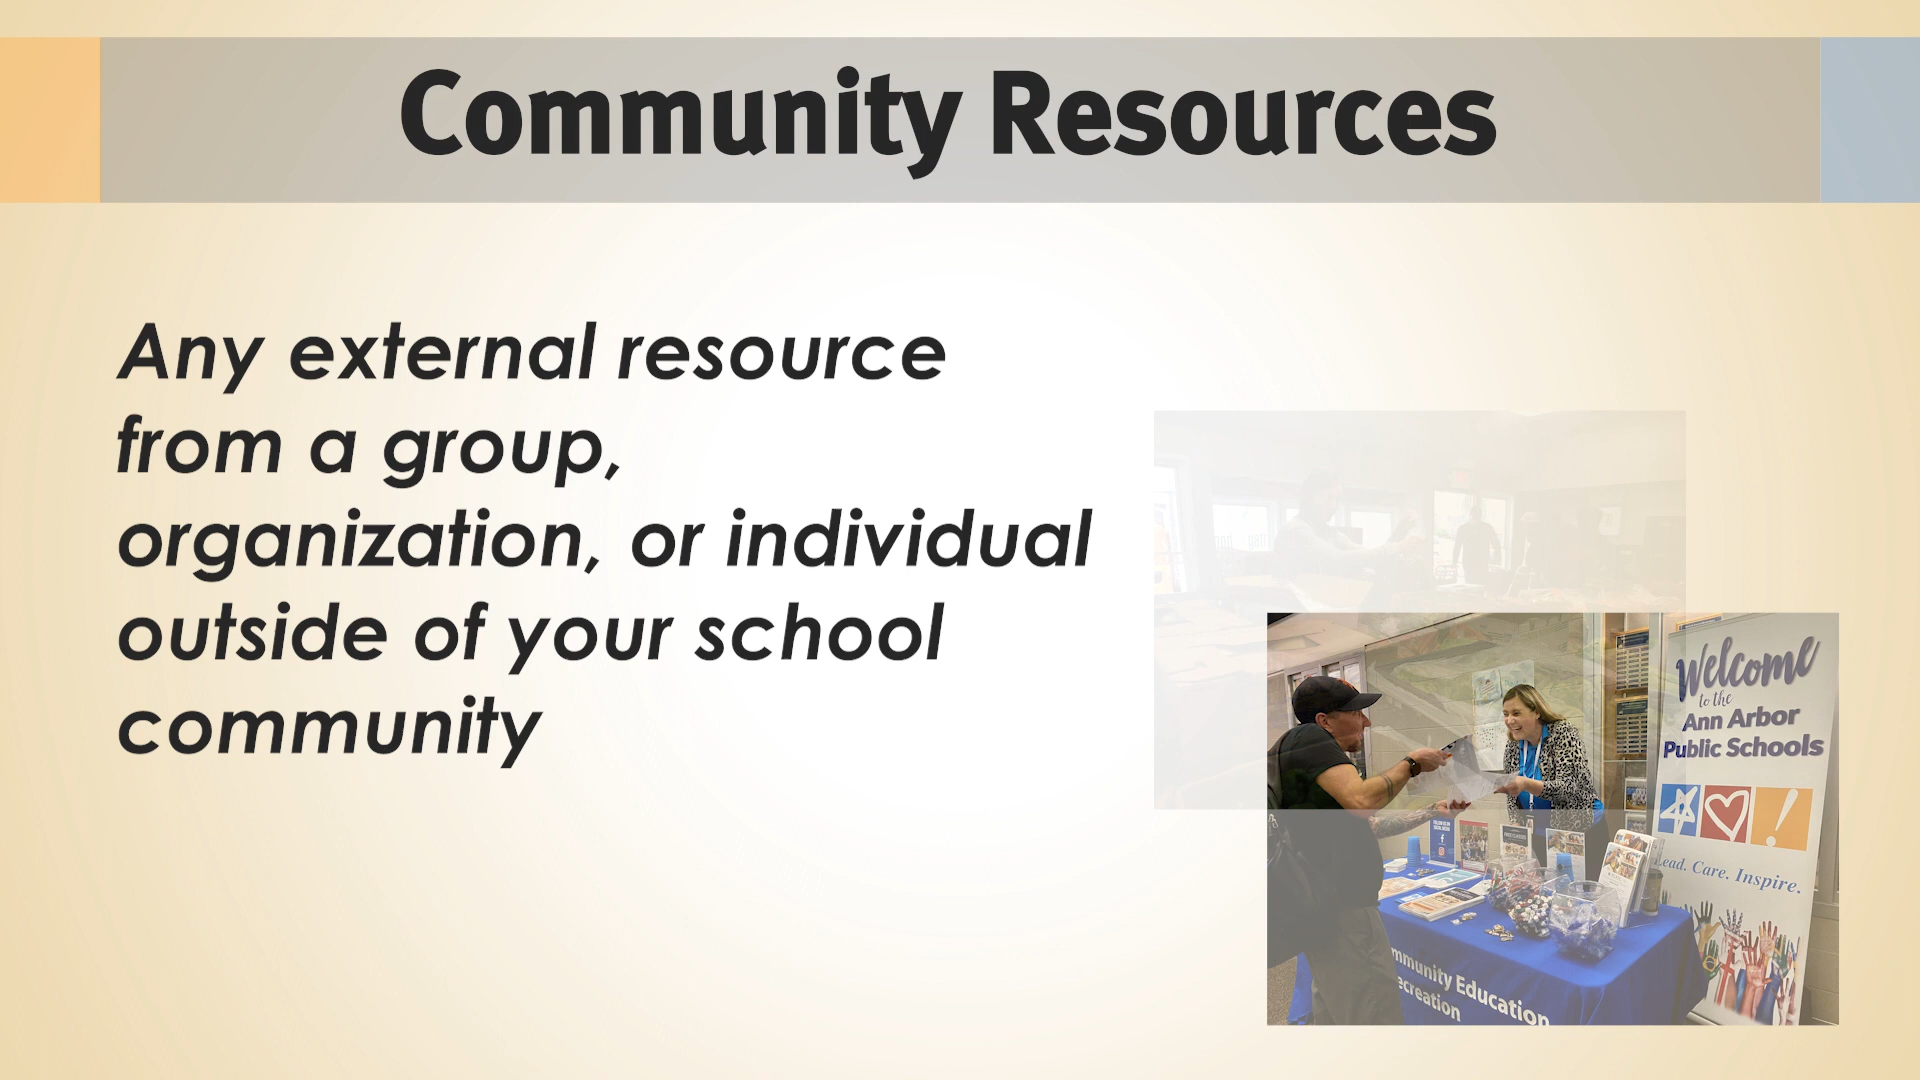 Community Resources
Any external resource
from a group,
organization, or individual
outside of your school
community
Welcome
to the
Ann Arbor
Public Schools
Lead. Care. Inspire.
mmunity Education
ecreation